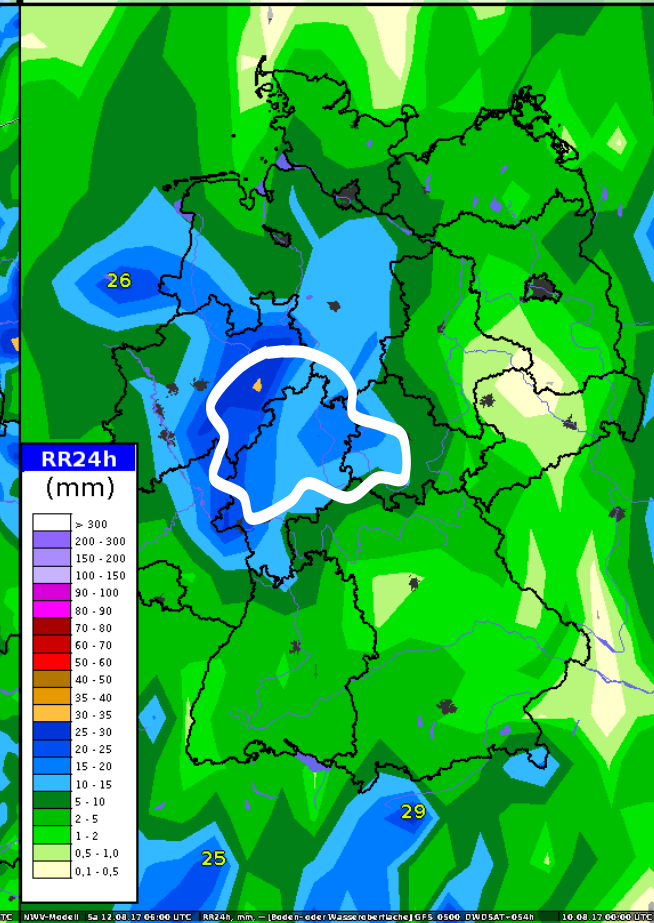 26
RR24h
(mm)
> 300
200 - 300
150 - 200
100 - 150
90 - 100
80 - 90
70 - 80
60 - 70
50 - 60
40 - 50
35 - 40
30 - 35
25 - 30
20 - 25
15 - 20
10 - 15
5 - 10
2 - 5
1 - 2
0,5 - 1,0
0,1 - 0,5
29
25
TC NWV-Modell Sa 12.08.17 06:00 UTC RR24h, mm, — [Boden- oder Wasseroberflaeche] GFS_0500 DWDSAT +054h 10.08.17 00:00 UTC